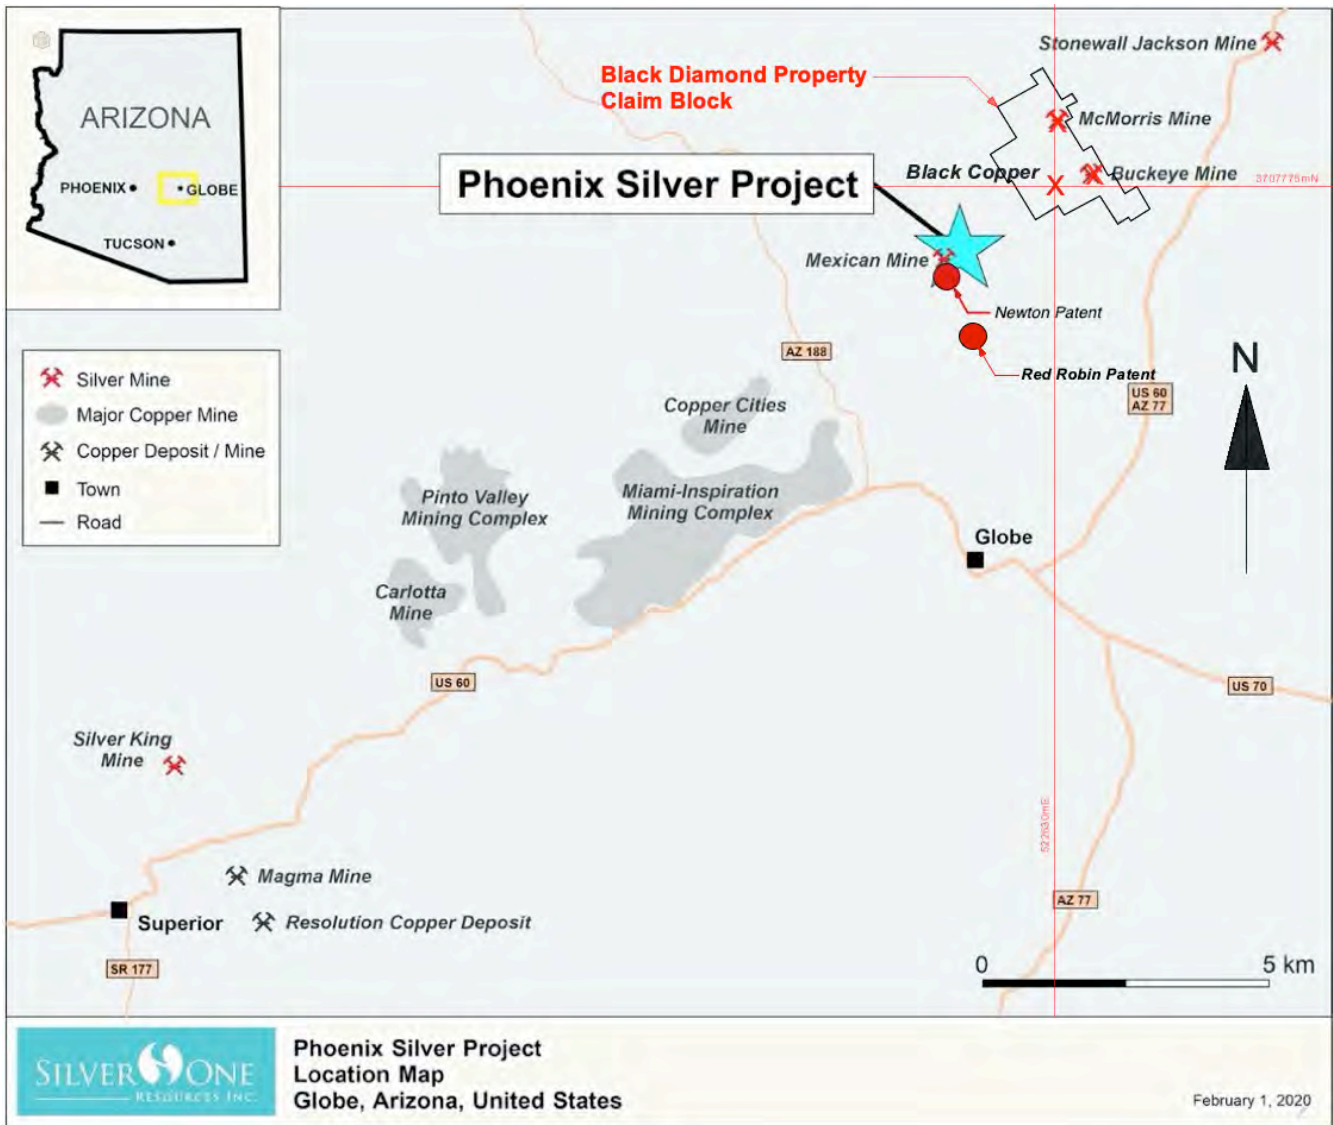 ARIZONA
PHOENIX
GLOBE
TUCSON
Stonewall Jackson Mine
Black Diamond Property
Claim Block
McMorris Mine
Phoenix Silver Project
Black Copper
Buckeye Mine
3707775mN
Mexican Mine
Newton Patent
Red Robin Patent
AZ 188
US 60
AZ 77
N
Silver Mine
Major Copper Mine
Copper Deposit / Mine
Town
Road
Copper Cities
Mine
Pinto Valley
Mining Complex
Miami-Inspiration
Mining Complex
Globe
Carlotta
Mine
US 60
US 70
Silver King
Mine
522630mE
Magma Mine
AZ 77
Superior
Resolution Copper Deposit
SR 177
0
5 km
SILVER ONE
RESOURCES INC.
Phoenix Silver Project
Location Map
Globe, Arizona, United States
February 1, 2020